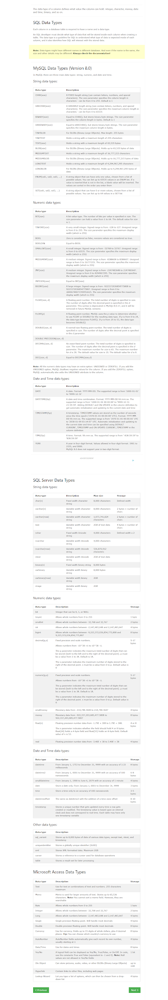 The data type of a column defines what value the column can hold: integer, character, money, date
and time, binary, and so on.
SQL Data Types
Each column in a database table is required to have a name and a data type.
An SQL developer must decide what type of data that will be stored inside each column when creating a
table. The data type is a guideline for SQL to understand what type of data is expected inside of each
column, and it also identifies how SQL will interact with the stored data.
Note: Data types might have different names in different database. And even if the name is the same, the
size and other details may be different! Always check the documentation!
MySQL Data Types (Version 8.0)
In MySQL there are three main data types: string, numeric, and date and time.
String data types:
Data type Description
CHAR(size) A FIXED length string (can contain letters, numbers, and special
characters). The size parameter specifies the column length in
characters - can be from 0 to 255. Default is 1
VARCHAR(size) A VARIABLE length string (can contain letters, numbers, and special
characters). The size parameter specifies the maximum column length in
characters - can be from 0 to 65535
BINARY(size) Equal to CHAR(), but stores binary byte strings. The size parameter
specifies the column length in bytes. Default is 1
VARBINARY(size) Equal to VARCHAR(), but stores binary byte strings. The size parameter
specifies the maximum column length in bytes.
TINYBLOB For BLOBs (Binary Large OBjects). Max length: 255 bytes
TINYTEXT Holds a string with a maximum length of 255 characters
TEXT(size) Holds a string with a maximum length of 65,535 bytes
BLOB(size) For BLOBs (Binary Large OBjects). Holds up to 65,535 bytes of data
MEDIUMTEXT Holds a string with a maximum length of 16,777,215 characters
MEDIUMBLOB For BLOBs (Binary Large OBjects). Holds up to 16,777,215 bytes of data
LONGTEXT Holds a string with a maximum length of 4,294,967,295 characters
LONGBLOB For BLOBs (Binary Large OBjects). Holds up to 4,294,967,295 bytes of
data
ENUM(val1, val2, val3, ...) A string object that can have only one value, chosen from a list of
possible values. You can list up to 65535 values in an ENUM list. If a
value is inserted that is not in the list, a blank value will be inserted. The
values are sorted in the order you enter them
SET(val1, val2, val3, ...) A string object that can have 0 or more values, chosen from a list of
possible values. You can list up to 64 values in a SET list
Numeric data types:
Data type Description
BIT(size) A bit-value type. The number of bits per value is specified in size. The
size parameter can hold a value from 1 to 64. The default value for size
is 1.
TINYINT(size) A very small integer. Signed range is from -128 to 127. Unsigned range
is from 0 to 255. The size parameter specifies the maximum display
width (which is 255)
BOOL Zero is considered as false, nonzero values are considered as true.
BOOLEAN Equal to BOOL
SMALLINT(size) A small integer. Signed range is from -32768 to 32767. Unsigned range
is from 0 to 65535. The size parameter specifies the maximum display
width (which is 255)
MEDIUMINT(size) A medium integer. Signed range is from -8388608 to 8388607. Unsigned
range is from 0 to 16777215. The size parameter specifies the maximum
display width (which is 255)
INT(size) A medium integer. Signed range is from -2147483648 to 2147483647.
Unsigned range is from 0 to 4294967295. The size parameter specifies
the maximum display width (which is 255)
INTEGER(size) Equal to INT(size)
BIGINT(size) A large integer. Signed range is from -9223372036854775808 to
9223372036854775807. Unsigned range is from 0 to
18446744073709551615. The size parameter specifies the maximum
display width (which is 255)
FLOAT(size, d) A floating point number. The total number of digits is specified in size.
The number of digits after the decimal point is specified in the d
parameter. This syntax is deprecated in MySQL 8.0.17, and it will be
removed in future MySQL versions
FLOAT(p) A floating point number. MySQL uses the p value to determine whether
to use FLOAT or DOUBLE for the resulting data type. If p is from 0 to 24,
the data type becomes FLOAT(). If p is from 25 to 53, the data type
becomes DOUBLE()
DOUBLE(size, d) A normal-size floating point number. The total number of digits is
specified in size. The number of digits after the decimal point is specified
in the d parameter
DOUBLE PRECISION(size, d)
DECIMAL(size, d) An exact fixed-point number. The total number of digits is specified in
size. The number of digits after the decimal point is specified in the d
parameter. The maximum number for size is 65. The maximum number
for d is 30. The default value for size is 10. The default value for d is 0.
DEC(size, d) Equal to DECIMAL(size,d)
Note: All the numeric data types may have an extra option: UNSIGNED or ZEROFILL. If you add the
UNSIGNED option, MySQL disallows negative values for the column. If you add the ZEROFILL option,
MySQL automatically also adds the UNSIGNED attribute to the column.
Date and Time data types:
Data type Description
DATE A date. Format: YYYY-MM-DD. The supported range is from '1000-01-01'
to '9999-12-31'
DATETIME(fsp) A date and time combination. Format: YYYY-MM-DD hh:mm:ss. The
supported range is from '1000-01-01 00:00:00' to '9999-12-31
23:59:59'. Adding DEFAULT and ON UPDATE in the column definition to
get automatic initialization and updating to the current date and time
TIMESTAMP(fsp) A timestamp. TIMESTAMP values are stored as the number of seconds
since the Unix epoch ('1970-01-01 00:00:00' UTC). Format: YYYY-
MM-DD hh:mm:ss. The supported range is from '1970-01-01 00:00:01' UTC
to '2038-01-09 03:14:07' UTC. Automatic initialization and updating to
the current date and time can be specified using DEFAULT
CURRENT_TIMESTAMP and ON UPDATE CURRENT_TIMESTAMP in the
column definition
TIME(fsp) A time. Format: hh:mm:ss. The supported range is from '-838:59:59' to
'838:59:59'
YEAR A year in four-digit format. Values allowed in four-digit format: 1901 to
2155, and 0000.
MySQL 8.0 does not support year in two-digit format.
ADVERTISEMENT
SQL Server Data Types
String data types:
Data type Description Max size Storage
char(n) Fixed width character 8,000 characters Defined width
string
varchar(n) Variable width character 8,000 characters 2 bytes + number of
string chars
varchar(max) Variable width character 1,073,741,824 2 bytes + number of
string characters chars
text Variable width character 2GB of text data 4 bytes + number of
string chars
nchar Fixed width Unicode 4,000 characters Defined width x 2
string
nvarchar Variable width Unicode 4,000 characters
string
nvarchar(max) Variable width Unicode 536,870,912
string characters
ntext Variable width Unicode 2GB of text data
string
binary(n) Fixed width binary string 8,000 bytes
varbinary Variable width binary 8,000 bytes
string
varbinary(max) Variable width binary 2GB
string
image Variable width binary 2GB
string
Numeric data types:
Data type Description Storage
bit Integer that can be 0, 1, or NULL
tinyint Allows whole numbers from 0 to 255 1 byte
smallint Allows whole numbers between -32,768 and 32,767 2 bytes
int Allows whole numbers between -2,147,483,648 and 2,147,483,647 4 bytes
bigint Allows whole numbers between -9,223,372,036,854,775,808 and 8 bytes
9,223,372,036,854,775,807
decimal(p,s) Fixed precision and scale numbers. 5-17
bytes
Allows numbers from -10^38 +1 to 10^38 -1.
The p parameter indicates the maximum total number of digits that can
be stored (both to the left and to the right of the decimal point). p must
be a value from 1 to 38. Default is 18.
The s parameter indicates the maximum number of digits stored to the
right of the decimal point. s must be a value from 0 to p. Default value is
0
numeric(p,s) Fixed precision and scale numbers. 5-17
bytes
Allows numbers from -10^38 +1 to 10^38 -1.
The p parameter indicates the maximum total number of digits that can
be stored (both to the left and to the right of the decimal point). p must
be a value from 1 to 38. Default is 18.
The s parameter indicates the maximum number of digits stored to the
right of the decimal point. s must be a value from 0 to p. Default value is
0
smallmoney Monetary data from -214,748.3648 to 214,748.3647 4 bytes
money Monetary data from -922,337,203,685,477.5808 to 8 bytes
922,337,203,685,477.5807
float(n) Floating precision number data from -1.79E + 308 to 1.79E + 308. 4 or 8
bytes
The n parameter indicates whether the field should hold 4 or 8 bytes.
float(24) holds a 4-byte field and float(53) holds an 8-byte field. Default
value of n is 53.
real Floating precision number data from -3.40E + 38 to 3.40E + 38 4 bytes
Date and Time data types:
Data type Description Storage
datetime From January 1, 1753 to December 31, 9999 with an accuracy of 3.33 8 bytes
milliseconds
datetime2 From January 1, 0001 to December 31, 9999 with an accuracy of 100 6-8
nanoseconds bytes
smalldatetime From January 1, 1900 to June 6, 2079 with an accuracy of 1 minute 4 bytes
date Store a date only. From January 1, 0001 to December 31, 9999 3 bytes
time Store a time only to an accuracy of 100 nanoseconds 3-5
bytes
datetimeoffset The same as datetime2 with the addition of a time zone offset 8-10
bytes
timestamp Stores a unique number that gets updated every time a row gets
created or modified. The timestamp value is based upon an internal
clock and does not correspond to real time. Each table may have only
one timestamp variable
Other data types:
Data type Description
sql_variant Stores up to 8,000 bytes of data of various data types, except text, ntext, and
timestamp
uniqueidentifier Stores a globally unique identifier (GUID)
xml Stores XML formatted data. Maximum 2GB
cursor Stores a reference to a cursor used for database operations
table Stores a result-set for later processing
Microsoft Access Data Types
Data type Description Storage
Text Use for text or combinations of text and numbers. 255 characters
maximum
Memo Memo is used for larger amounts of text. Stores up to 65,536
characters. Note: You cannot sort a memo field. However, they are
searchable
Byte Allows whole numbers from 0 to 255 1 byte
Integer Allows whole numbers between -32,768 and 32,767 2 bytes
Long Allows whole numbers between -2,147,483,648 and 2,147,483,647 4 bytes
Single Single precision floating-point. Will handle most decimals 4 bytes
Double Double precision floating-point. Will handle most decimals 8 bytes
Currency Use for currency. Holds up to 15 digits of whole dollars, plus 4 decimal 8 bytes
places. Tip: You can choose which country's currency to use
AutoNumber AutoNumber fields automatically give each record its own number, 4 bytes
usually starting at 1
Date/Time Use for dates and times 8 bytes
Yes/No A logical field can be displayed as Yes/No, True/False, or On/Off. In code, 1 bit
use the constants True and False (equivalent to -1 and 0). Note: Null
values are not allowed in Yes/No fields
Ole Object Can store pictures, audio, video, or other BLOBs (Binary Large OBjects) up to
1GB
Hyperlink Contain links to other files, including web pages
Lookup Wizard Let you type a list of options, which can then be chosen from a drop- 4 bytes
down list
❮ Previous Next ❯